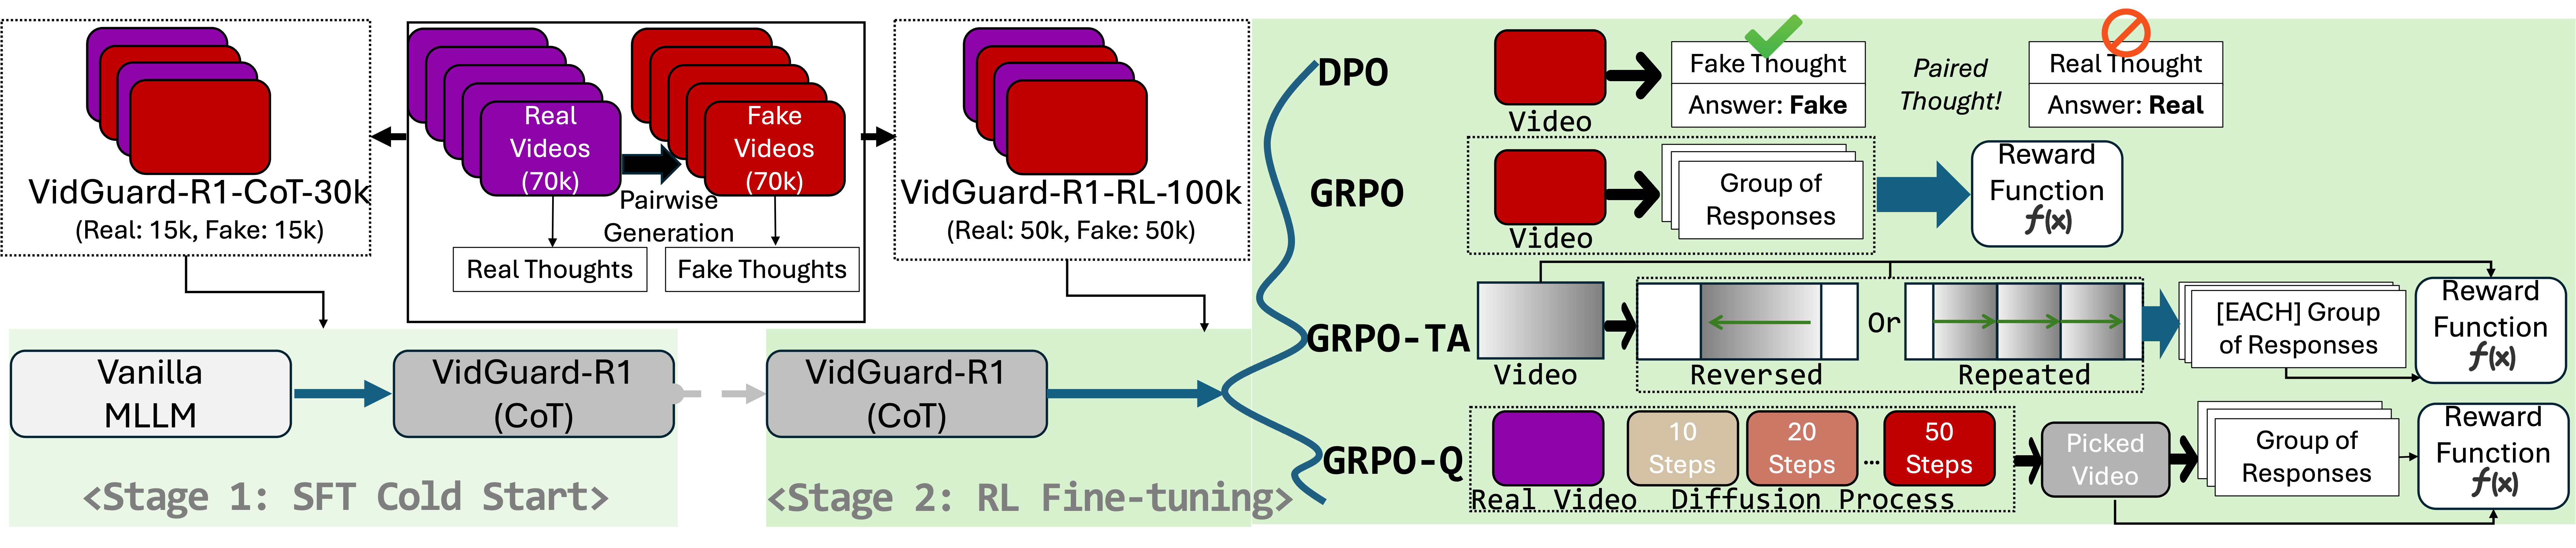 VidGuard-R1-CoT-30k
(Real: 15k, Fake: 15k)
Real
Videos
(70k)
Fake
Videos
(70k)
Pairwise
Generation
Real Thoughts
Fake Thoughts
VidGuard-R1-RL-100k
(Real: 50k, Fake: 50k)
Vanilla
MLLM
VidGuard-R1
(CoT)
<Stage 1: SFT Cold Start>
VidGuard-R1
(CoT)
<Stage 2: RL Fine-tuning>
DPO
Video
Fake Thought
Answer: Fake
Paired
Thought!
Real Thought
Answer: Real
GRPO
Video
Group of
Responses
Reward
Function
f(x)
GRPO-TA
Video
Reversed
Or
Repeated
[EACH] Group
of Responses
Reward
Function
f(x)
GRPO-Q
Real Video
10
Steps
20
Steps
...
50
Steps
Diffusion Process
Picked
Video
Group of
Responses
Reward
Function
f(x)